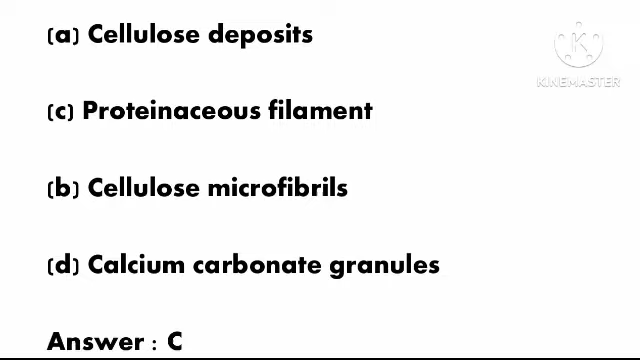 (a) Cellulose deposits
(c) Proteinaceous filament
(b) Cellulose microfibrils
(d) Calcium carbonate granules
Answer : C
K
KINEMASTER